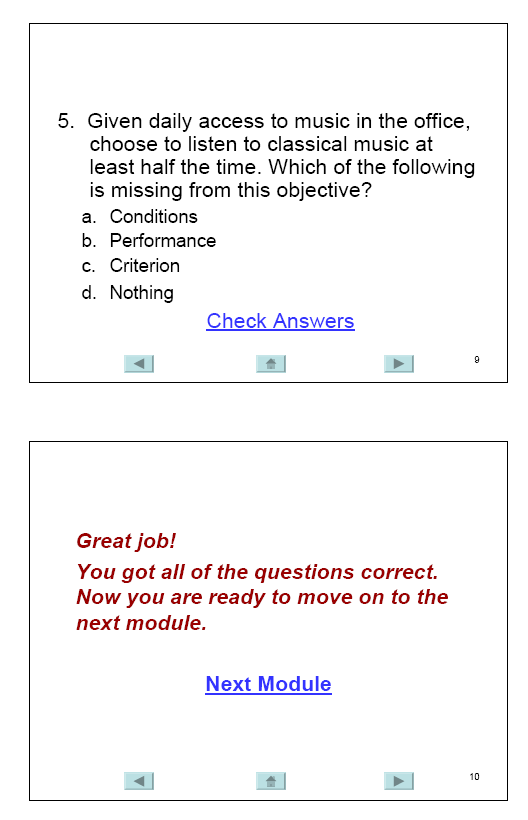 5. Given daily access to music in the office,
choose to listen to classical music at
least half the time. Which of the following
is missing from this objective?
a. Conditions
b. Performance
c. Criterion
d. Nothing
Check Answers
9
Great job!
You got all of the questions correct.
Now you are ready to move on to the
next module.
Next Module
10